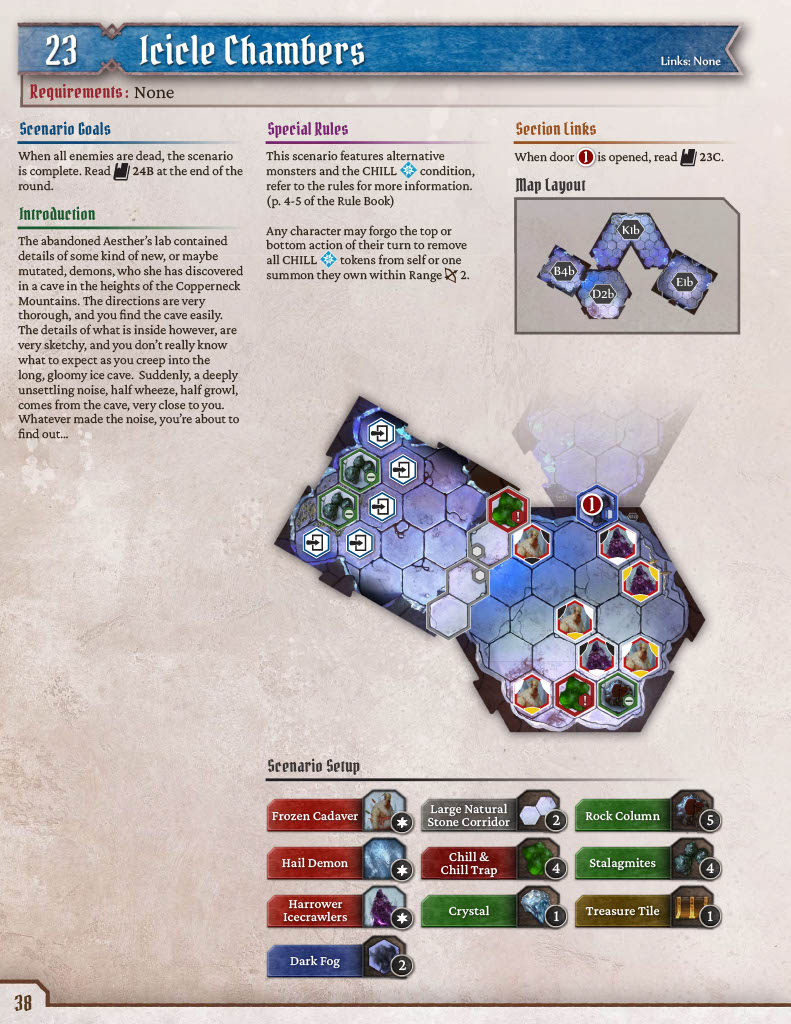 23 Icicle Chambers
Links: None
Requirements: None
Scenario Goals
When all enemies are dead, the scenario
is complete. Read 24B at the end of the
round.
Introduction
The abandoned Aesther's lab contained
details of some kind of new, or maybe
mutated, demons, who she has discovered
in a cave in the heights of the Copperneck
Mountains. The directions are very
thorough, and you find the cave easily.
The details of what is inside however, are
very sketchy, and you don't really know
what to expect as you creep into the
long, gloomy ice cave. Suddenly, a deeply
unsettling noise, half wheeze, half growl,
comes from the cave, very close to you.
Whatever made the noise, you're about to
find out...
Special Rules
This scenario features alternative
monsters and the CHILL condition,
refer to the rules for more information.
(p. 4-5 of the Rule Book)
Any character may forgo the top or
bottom action of their turn to remove
all CHILL tokens from self or one
summon they own within Range 2.
Section Links
When door 1 is opened, read 23C.
Map Layout
K1b
B4b
E1b
D2b
1
!
!
Scenario Setup
Frozen Cadaver
Large Natural
Stone Corridor 2
Rock Column 5
Hail Demon
Chill &
Chill Trap 4
Stalagmites 4
Harrower
Icecrawlers
Crystal 1
Treasure Tile 1
Dark Fog 2
38